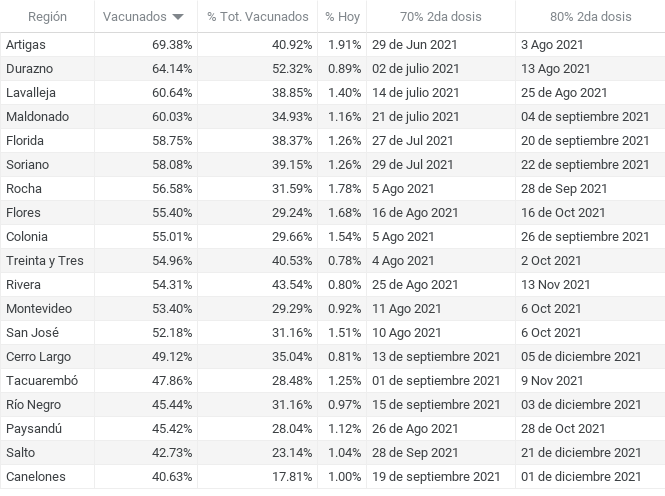 Región Vacunados % Tot. Vacunados % Hoy 70% 2da dosis 80% 2da dosis
Artigas 69.38% 40.92% 1.91% 29 de Jun 2021 3 Ago 2021
Durazno 64.14% 52.32% 0.89% 02 de julio 2021 13 Ago 2021
Lavalleja 60.64% 38.85% 1.40% 14 de julio 2021 25 de Ago 2021
Maldonado 60.03% 34.93% 1.16% 21 de julio 2021 04 de septiembre 2021
Florida 58.75% 38.37% 1.26% 27 de Jul 2021 20 de septiembre 2021
Soriano 58.08% 39.15% 1.26% 29 de Jul 2021 22 de septiembre 2021
Rocha 56.58% 31.59% 1.78% 5 Ago 2021 28 de Sep 2021
Flores 55.40% 29.24% 1.68% 16 de Ago 2021 16 de Oct 2021
Colonia 55.01% 29.66% 1.54% 5 Ago 2021 26 de septiembre 2021
Treinta y Tres 54.96% 40.53% 0.78% 4 Ago 2021 2 Oct 2021
Rivera 54.31% 43.54% 0.80% 25 de Ago 2021 13 Nov 2021
Montevideo 53.40% 29.29% 0.92% 11 Ago 2021 6 Oct 2021
San José 52.18% 31.16% 1.51% 10 Ago 2021 6 Oct 2021
Cerro Largo 49.12% 35.04% 0.81% 13 de septiembre 2021 05 de diciembre 2021
Tacuarembó 47.86% 28.48% 1.25% 01 de septiembre 2021 9 Nov 2021
Río Negro 45.44% 31.16% 0.97% 15 de septiembre 2021 03 de diciembre 2021
Paysandú 45.42% 28.04% 1.12% 26 de Ago 2021 28 de Oct 2021
Salto 42.73% 23.14% 1.04% 28 de Sep 2021 21 de diciembre 2021
Canelones 40.63% 17.81% 1.00% 19 de septiembre 2021 01 de diciembre 2021